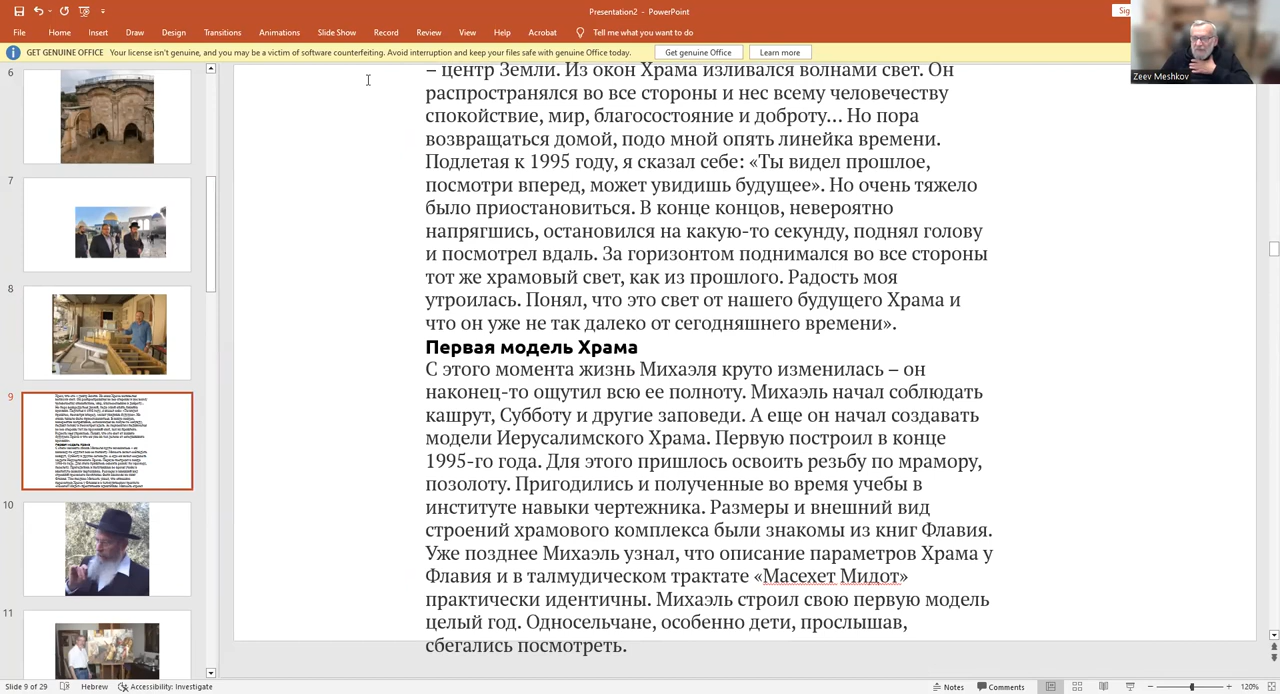 Presentation2 - PowerPoint
Sig
File Home Insert Draw Design Transitions Animations Slide Show Record Review View Help Acrobat Tell me what you want to do
GET GENUINE OFFICE Your license isn't genuine, and you may be a victim of software counterfeiting. Avoid interruption and keep your files safe with genuine Office today. Get genuine Office Learn more
Zeev Meshkov
6
7
8
9
10
11
– центр Земли. Из окон Храма изливался волнами свет. Он
распространялся во все стороны и нес всему человечеству
спокойствие, мир, благосостояние и доброту... Но пора
возвращаться домой, подо мной опять линейка времени.
Подлетая к 1995 году, я сказал себе: «Ты видел прошлое,
посмотри вперед, может увидишь будущее». Но очень тяжело
было приостановиться. В конце концов, невероятно
напрягшись, остановился на какую-то секунду, поднял голову
и посмотрел вдаль. За горизонтом поднимался во все стороны
тот же храмовый свет, как из прошлого. Радость моя
утроилась. Понял, что это свет от нашего будущего Храма и
что он уже не так далеко от сегодняшнего времени».
Первая модель Храма
С этого момента жизнь Михаэля круто изменилась – он
наконец-то ощутил всю ее полноту. Михаэль начал соблюдать
кашрут, Субботу и другие заповеди. А еще он начал создавать
модели Иерусалимского Храма. Первую построил в конце
1995-го года. Для этого пришлось освоить резьбу по мрамору,
позолоту. Пригодились и полученные во время учебы в
институте навыки чертежника. Размеры и внешний вид
строений храмового комплекса были знакомы из книг Флавия.
Уже позднее Михаэль узнал, что описание параметров Храма у
Флавия и в талмудическом трактате «Масехет Мидот»
практически идентичны. Михаэль строил свою первую модель
целый год. Односельчане, особенно дети, прослышав,
сбегались посмотреть.
Slide 9 of 29 Hebrew Accessibility: Investigate Notes Comments 120%